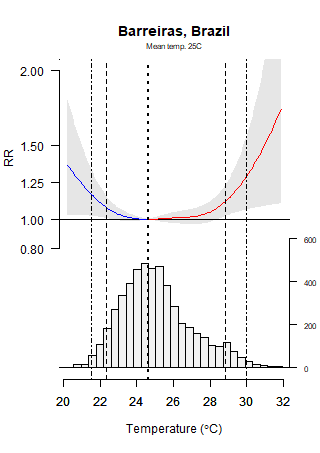 Barreiras, Brazil
Mean temp. 25C
2.00
1.50
1.25
1.00
0.80
RR
600
400
200
0
20 22 24 26 28 30 32
Temperature (°C)